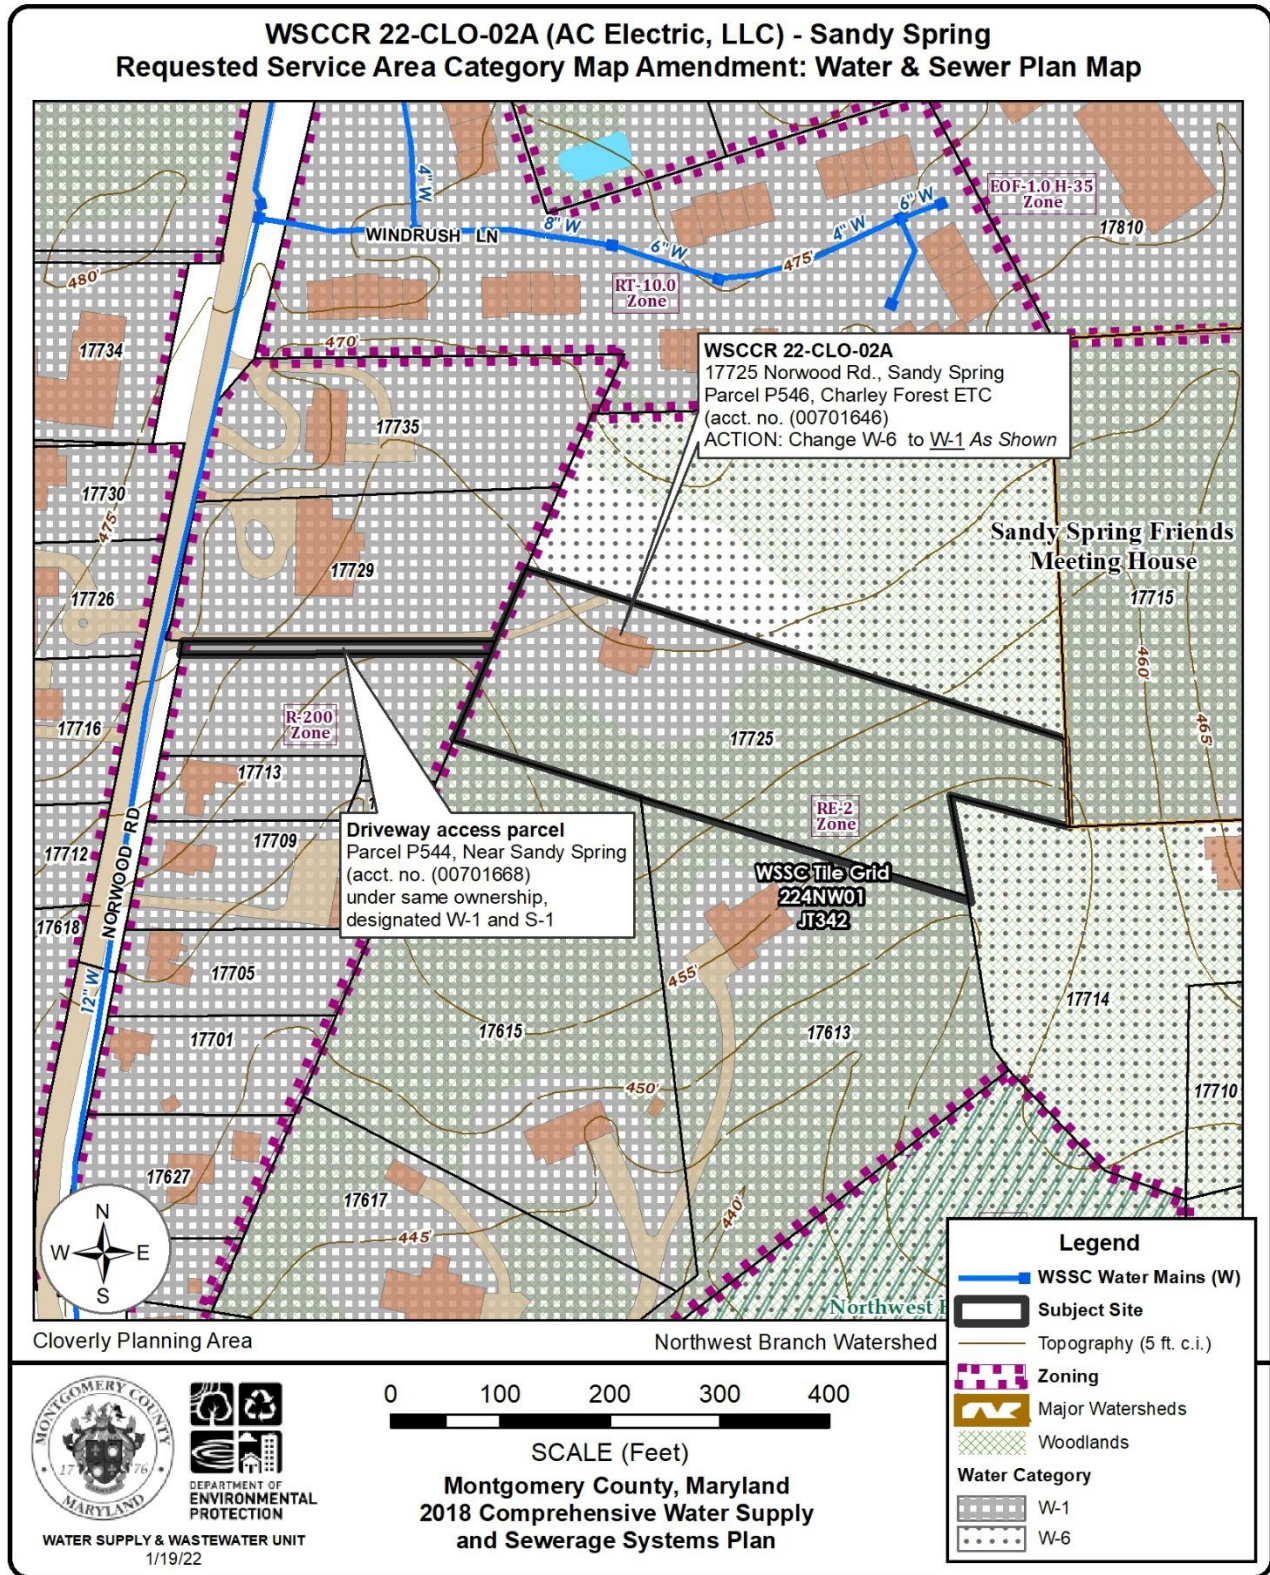 WSCCR 22-CLO-02A (AC Electric, LLC) - Sandy Spring
Requested Service Area Category Map Amendment: Water & Sewer Plan Map
4" W
WINDRUSH LN
8" W
6" W
4" W
6" W
475'
EOF-1.0 H-35
Zone
17810
480'
RT-10.0
Zone
17734
470'
WSCCR 22-CLO-02A
17725 Norwood Rd., Sandy Spring
Parcel P546, Charley Forest ETC
(acct. no. (00701646)
ACTION: Change W-6 to W-1 As Shown
17735
17730
475'
Sandy Spring Friends
Meeting House
17729
17726
17715
460'
465'
R-200
Zone
17716
17725
17713
RE-2
Zone
NORWOOD RD
17712
17709
Driveway access parcel
Parcel P544, Near Sandy Spring
(acct. no. (00701668)
under same ownership,
designated W-1 and S-1
WSSC Tile Grid
224NW01
JT342
17618
17705
455'
12" W
17714
17701
17615
17613
450'
17710
17627
17617
445'
440'
N
W E
S
Northwest
Cloverly Planning Area
Northwest Branch Watershed
Legend
WSSC Water Mains (W)
Subject Site
Topography (5 ft. c.i.)
Zoning
Major Watersheds
Woodlands
Water Category
W-1
W-6
MONTGOMERY COUNTY
17 76
MARYLAND
DEPARTMENT OF
ENVIRONMENTAL
PROTECTION
WATER SUPPLY & WASTEWATER UNIT
1/19/22
0 100 200 300 400
SCALE (Feet)
Montgomery County, Maryland
2018 Comprehensive Water Supply
and Sewerage Systems Plan